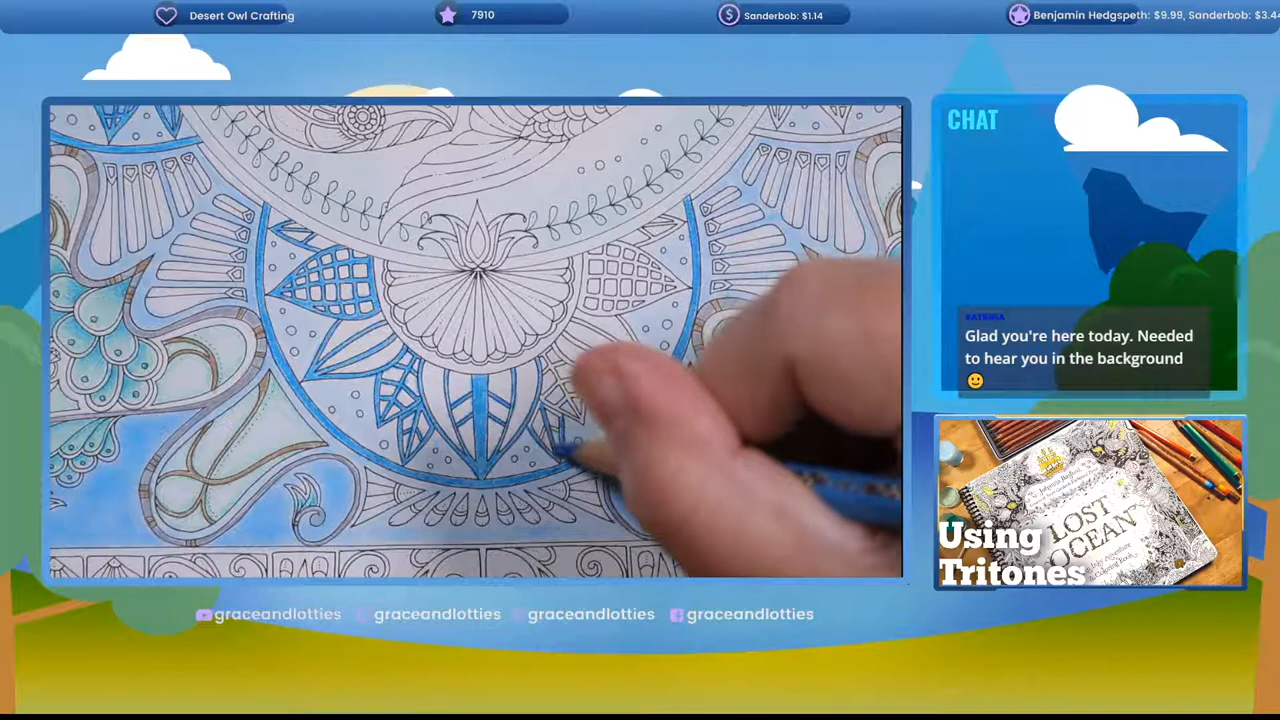 Desert Owl Crafting
7910
Sanderbob: $1.14
Benjamin Hedgspeth: $9.99, Sanderbob: $3.4
CHAT
KATRINA
Glad you're here today. Needed
to hear you in the background
LOST
OCEAN
Using
Tritones
graceandlotties
graceandlotties
graceandlotties
graceandlotties